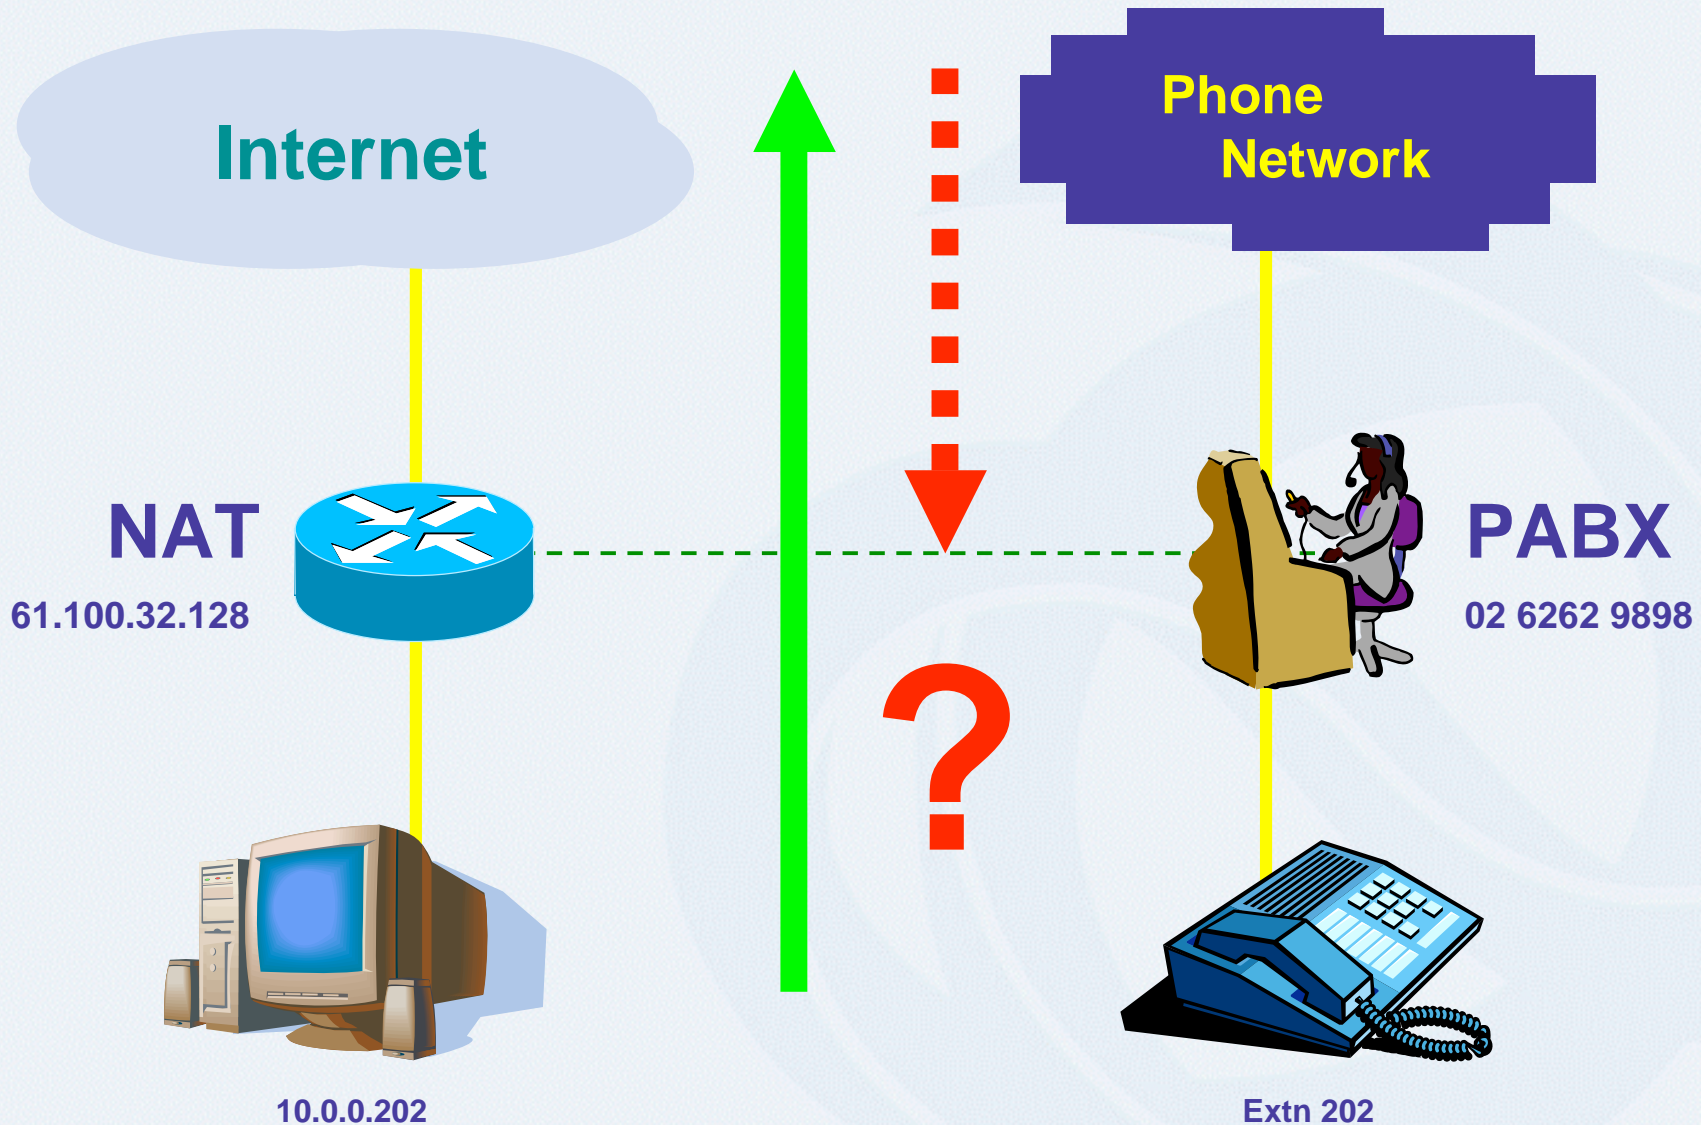 Internet
Phone
Network
NAT
61.100.32.128
PABX
02 6262 9898
?
10.0.0.202
Extn 202